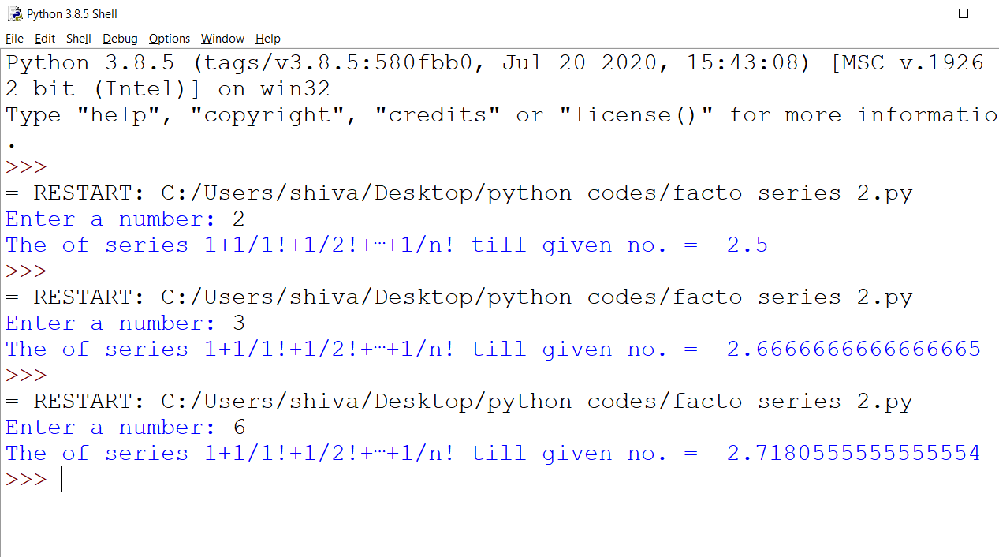 Python 3.8.5 Shell
File Edit Shell Debug Options Window Help
Python 3.8.5 (tags/v3.8.5:580fbb0, Jul 20 2020, 15:43:08) [MSC v.1926
2 bit (Intel)] on win32
Type "help", "copyright", "credits" or "license()" for more informatio
.
>>>
= RESTART: C:/Users/shiva/Desktop/python codes/facto series 2.py
Enter a number: 2
The of series 1+1/1!+1/2!+⋯+1/n! till given no. =  2.5
>>>
= RESTART: C:/Users/shiva/Desktop/python codes/facto series 2.py
Enter a number: 3
The of series 1+1/1!+1/2!+⋯+1/n! till given no. =  2.6666666666666665
>>>
= RESTART: C:/Users/shiva/Desktop/python codes/facto series 2.py
Enter a number: 6
The of series 1+1/1!+1/2!+⋯+1/n! till given no. =  2.7180555555555554
>>>